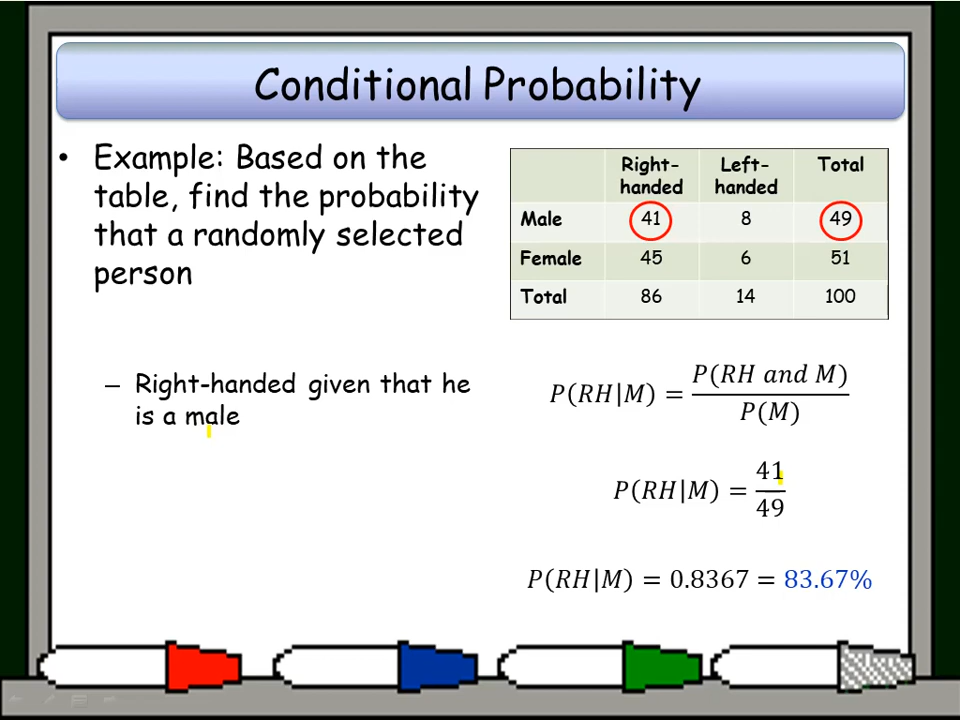 Conditional Probability
• Example: Based on the
table, find the probability
that a randomly selected
person
– Right-handed given that he
is a male
Right-handed Left-handed Total
Male 41 8 49
Female 45 6 51
Total 86 14 100
P(RH|M) = P(RH and M) / P(M)
P(RH|M) = 41 / 49
P(RH|M) = 0.8367 = 83.67%